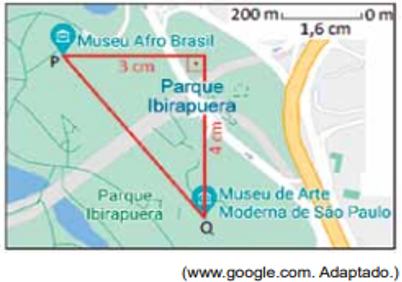 200 m 0 m
1,6 cm
Museu Afro Brasil
P
3 cm
Parque
Ibirapuera
4 cm
Parque
Ibirapuera
Museu de Arte
Moderna de São Paulo
Q
(www.google.com. Adaptado.)